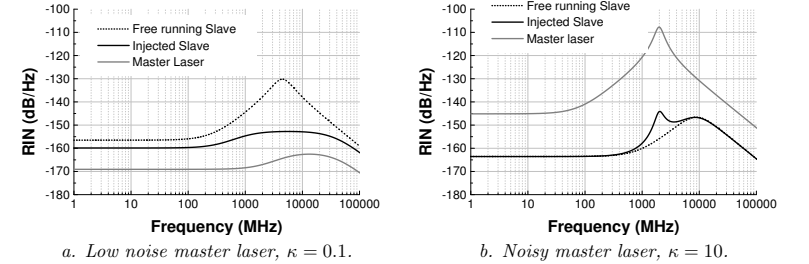 -100
-110
-120
-130
-140
-150
-160
-170
-180
RIN (dB/Hz)
Free running Slave
Injected Slave
Master Laser
1 10 100 1000 10000 100000
Frequency (MHz)
a. Low noise master laser, κ = 0.1.
-100
-110
-120
-130
-140
-150
-160
-170
-180
RIN (dB/Hz)
Free running Slave
Injected Slave
Master laser
1 10 100 1000 10000 100000
Frequency (MHz)
b. Noisy master laser, κ = 10.